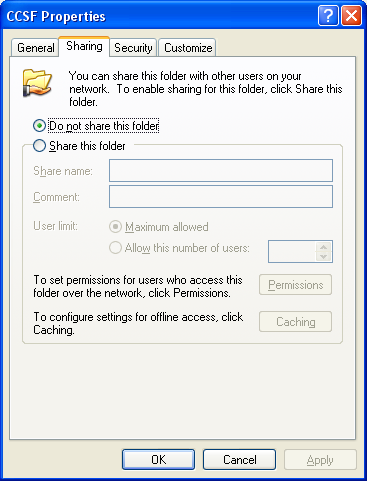 CCSF Properties
General Sharing Security Customize
You can share this folder with other users on your
network. To enable sharing for this folder, click Share this
folder.
Do not share this folder
Share this folder
Share name:
Comment:
User limit: Maximum allowed
Allow this number of users:
To set permissions for users who access this
folder over the network, click Permissions.
Permissions
To configure settings for offline access, click
Caching.
Caching
OK Cancel Apply